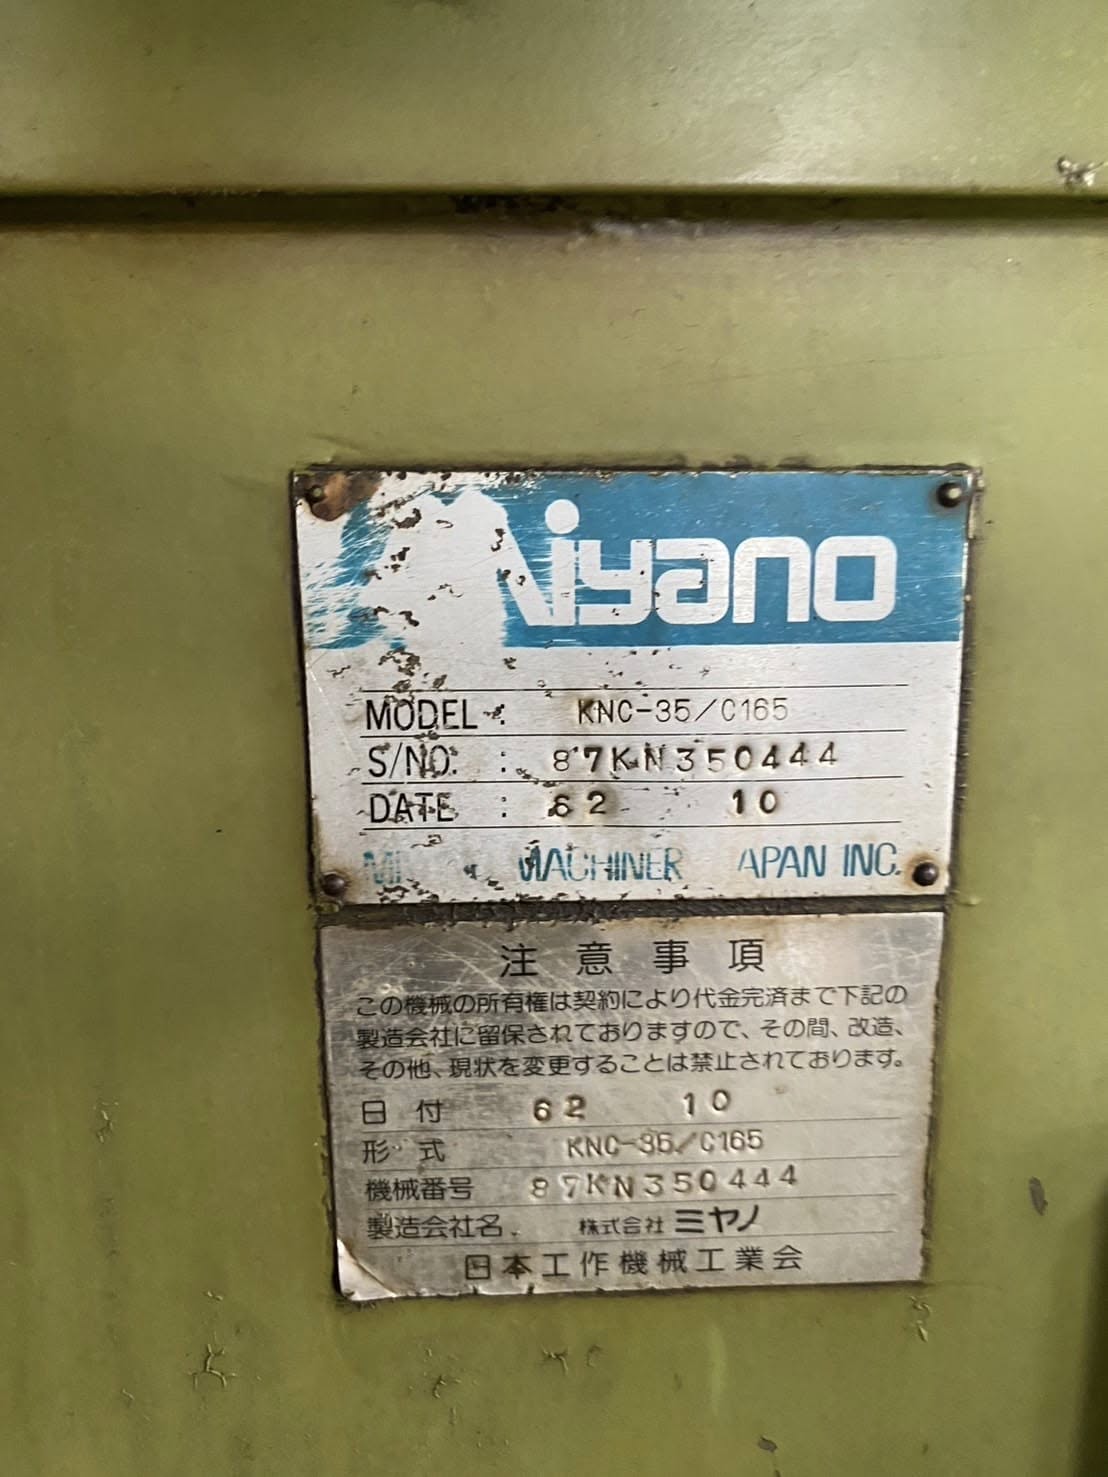 Miyano
MODEL : KNC-35/C165
S/NO. : 87KN350444
DATE : 62 10
MACHINER APAN INC.
注意事項
この機械の所有権は契約により代金完済まで下記の
製造会社に留保されておりますので、その間、改造、
その他、現状を変更することは禁止されております。
日付 62 10
形式 KNC-35/C165
機械番号 87KN350444
製造会社名. 株式会社 ミヤノ
日本工作機械工業会